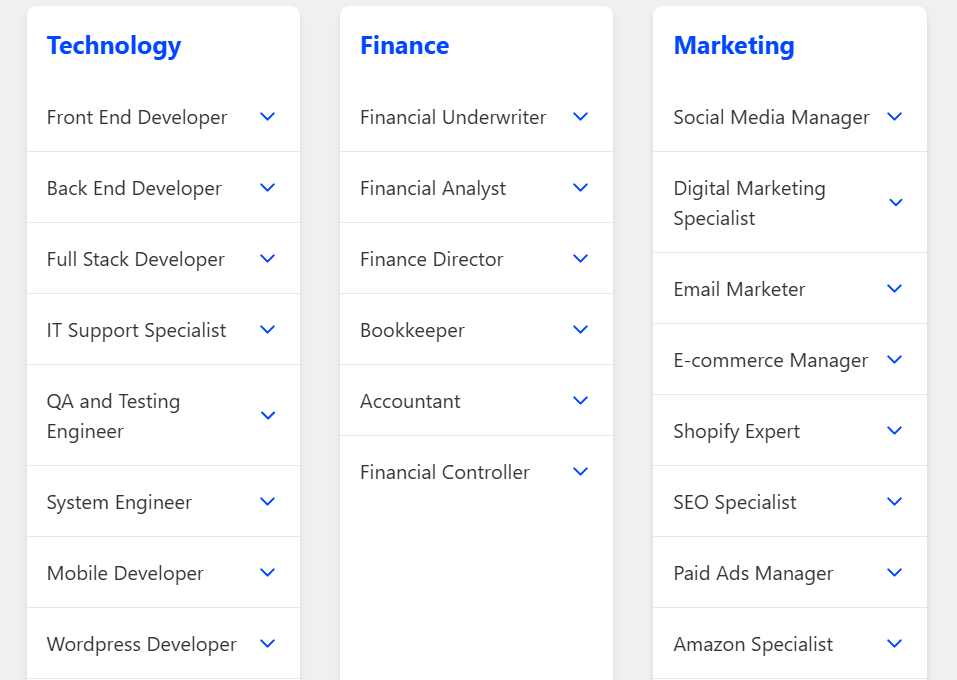 Technology
Front End Developer
Back End Developer
Full Stack Developer
IT Support Specialist
QA and Testing
Engineer
System Engineer
Mobile Developer
Wordpress Developer
Finance
Financial Underwriter
Financial Analyst
Finance Director
Bookkeeper
Accountant
Financial Controller
Marketing
Social Media Manager
Digital Marketing
Specialist
Email Marketer
E-commerce Manager
Shopify Expert
SEO Specialist
Paid Ads Manager
Amazon Specialist